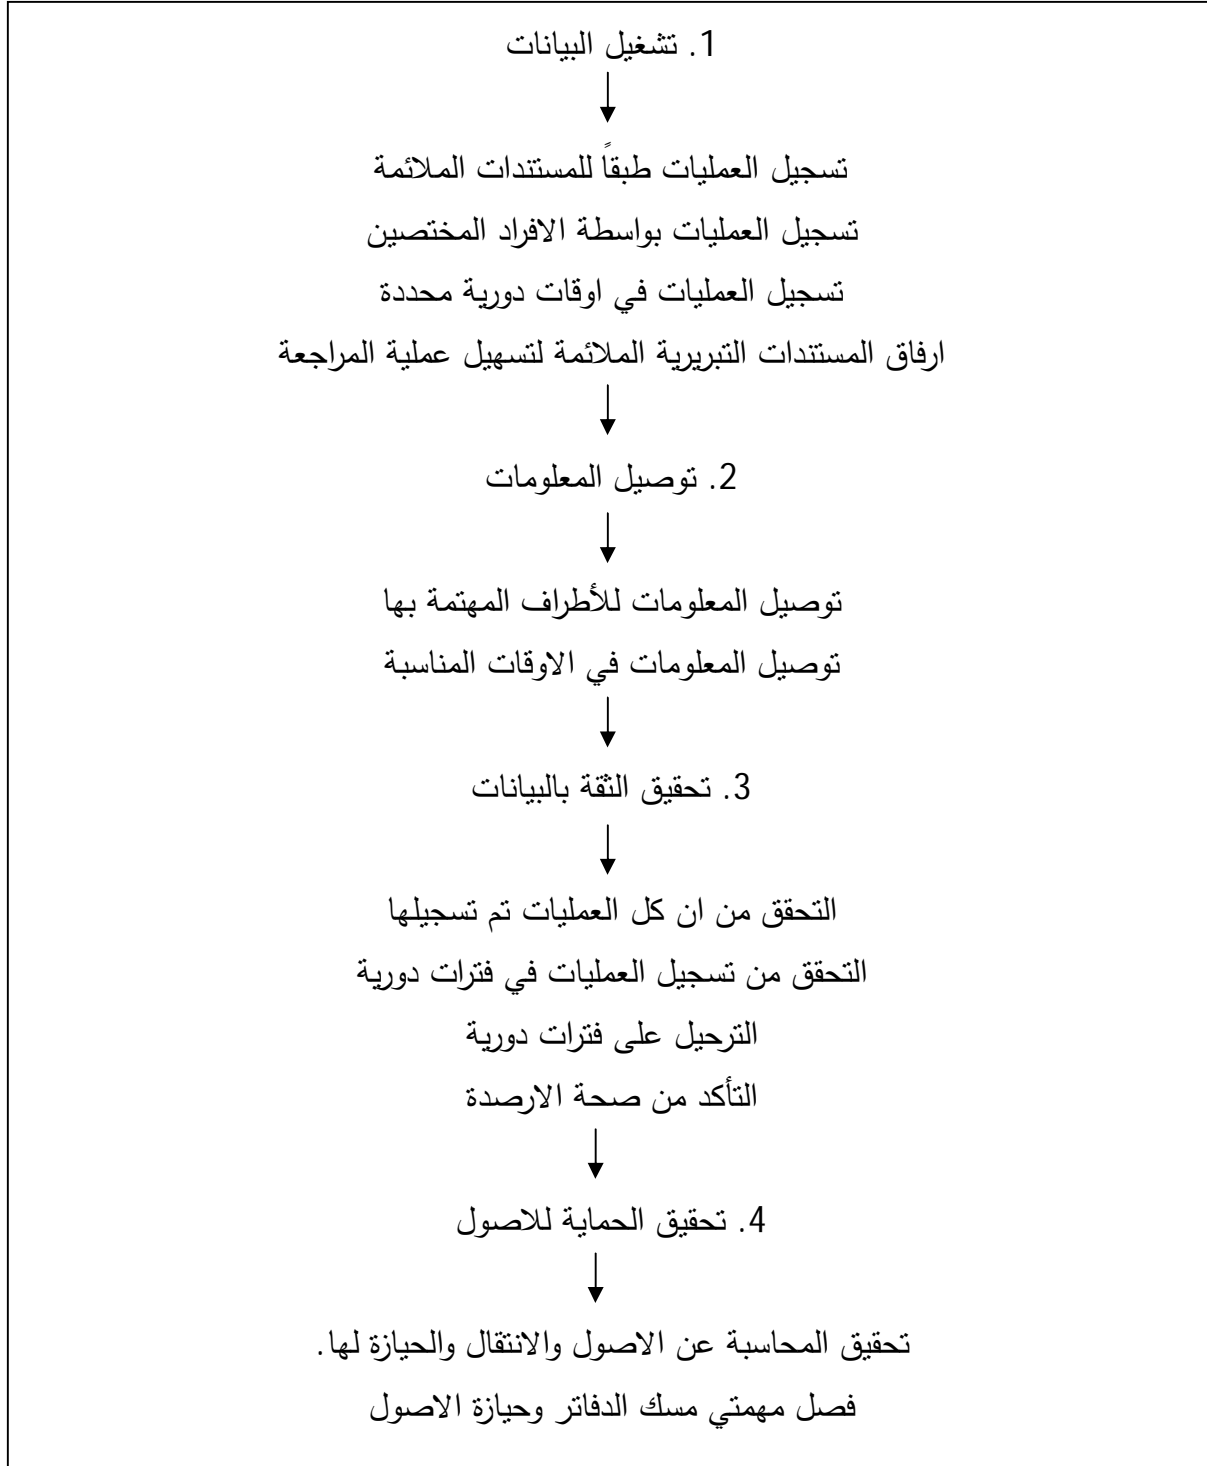 1. تشغيل البيانات
تسجيل العمليات طبقاً للمستندات الملائمة
تسجيل العمليات بواسطة الافراد المختصين
تسجيل العمليات في اوقات دورية محددة
ارفاق المستندات التبريرية الملائمة لتسهيل عملية المراجعة
2. توصيل المعلومات
توصيل المعلومات للأطراف المهتمة بها
توصيل المعلومات في الاوقات المناسبة
3. تحقيق الثقة بالبيانات
التحقق من ان كل العمليات تم تسجيلها
التحقق من تسجيل العمليات في فترات دورية
الترحيل على فترات دورية
التأكد من صحة الارصدة
4. تحقيق الحماية للاصول
تحقيق المحاسبة عن الاصول والانتقال والحيازة لها.
فصل مهمتي مسك الدفاتر وحيازة الاصول